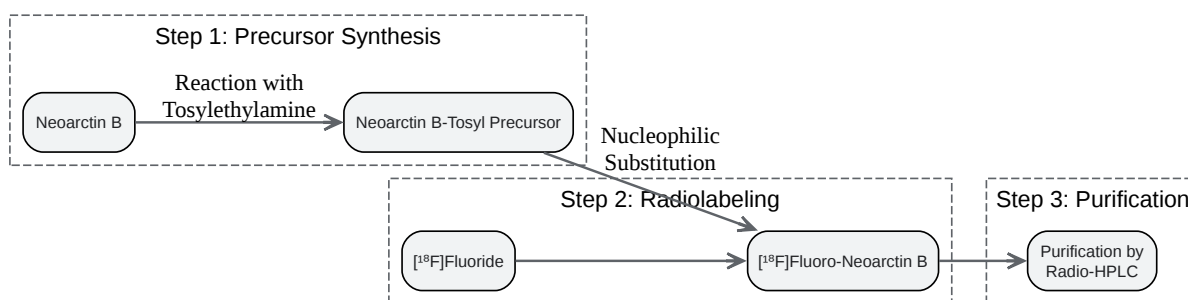 Step 1: Precursor Synthesis
Reaction with
Tosylethylamine
Neoarctin B
Neoarctin B-Tosyl Precursor
Nucleophilic
Substitution
Step 2: Radiolabeling
Step 3: Purification
[¹⁸F]Fluoride
[¹⁸F]Fluoro-Neoarctin B
Purification by
Radio-HPLC